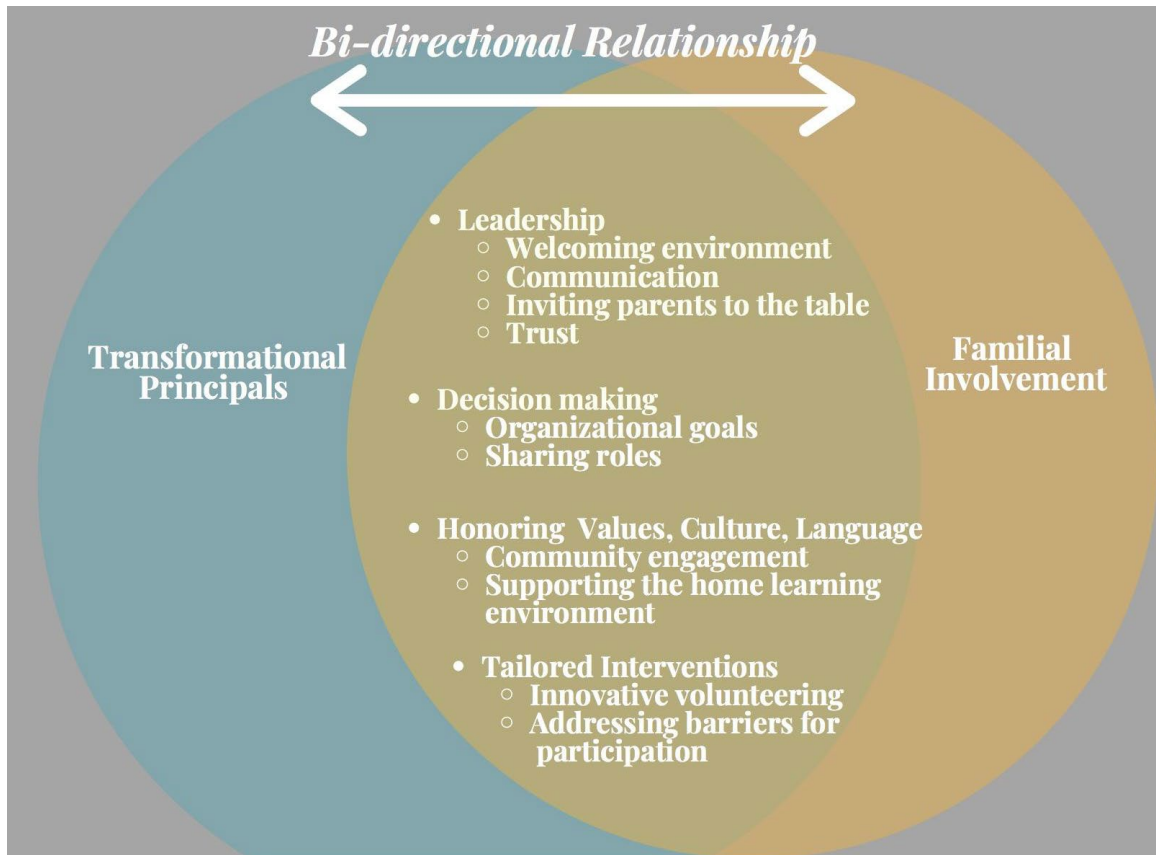 Bi-directional Relationship
• Leadership
○ Welcoming environment
○ Communication
○ Inviting parents to the table
○ Trust
Transformational
Principals
Familial
Involvement
• Decision making
○ Organizational goals
○ Sharing roles
• Honoring Values, Culture, Language
○ Community engagement
○ Supporting the home learning
environment
• Tailored Interventions
○ Innovative volunteering
○ Addressing barriers for
participation